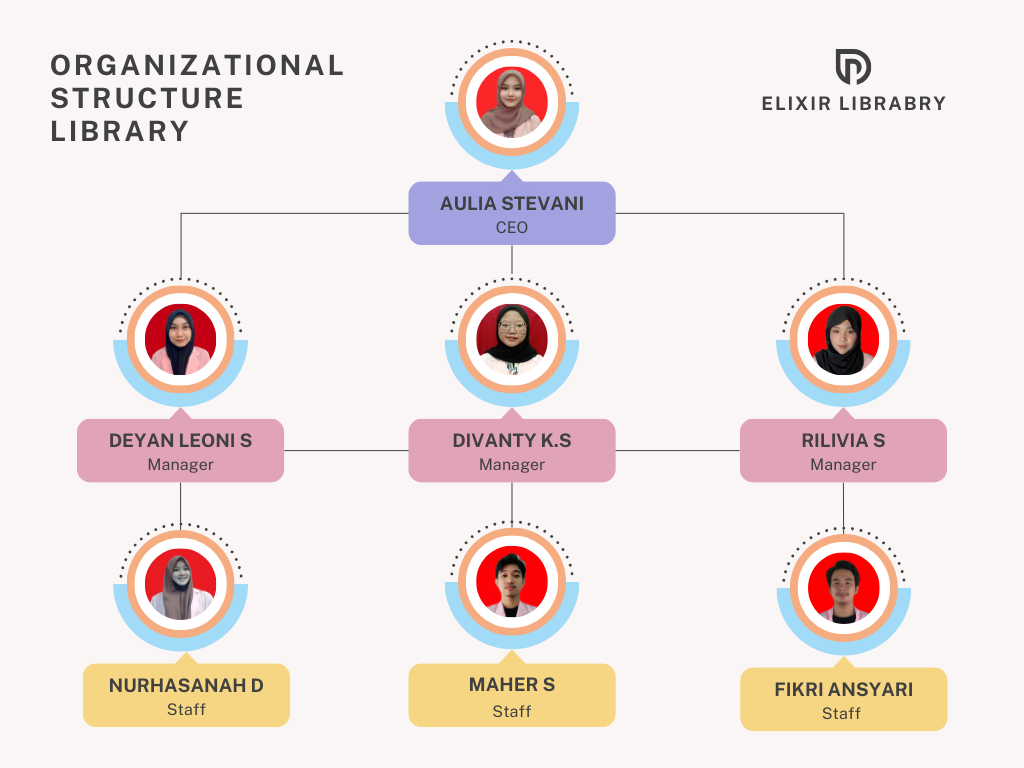 ORGANIZATIONAL
STRUCTURE
LIBRARY
ELIXIR LIBRABRY
AULIA STEVANI
CEO
DEYAN LEONI S
Manager
DIVANTY K.S
Manager
RILIVIA S
Manager
NURHASANAH D
Staff
MAHER S
Staff
FIKRI ANSYARI
Staff